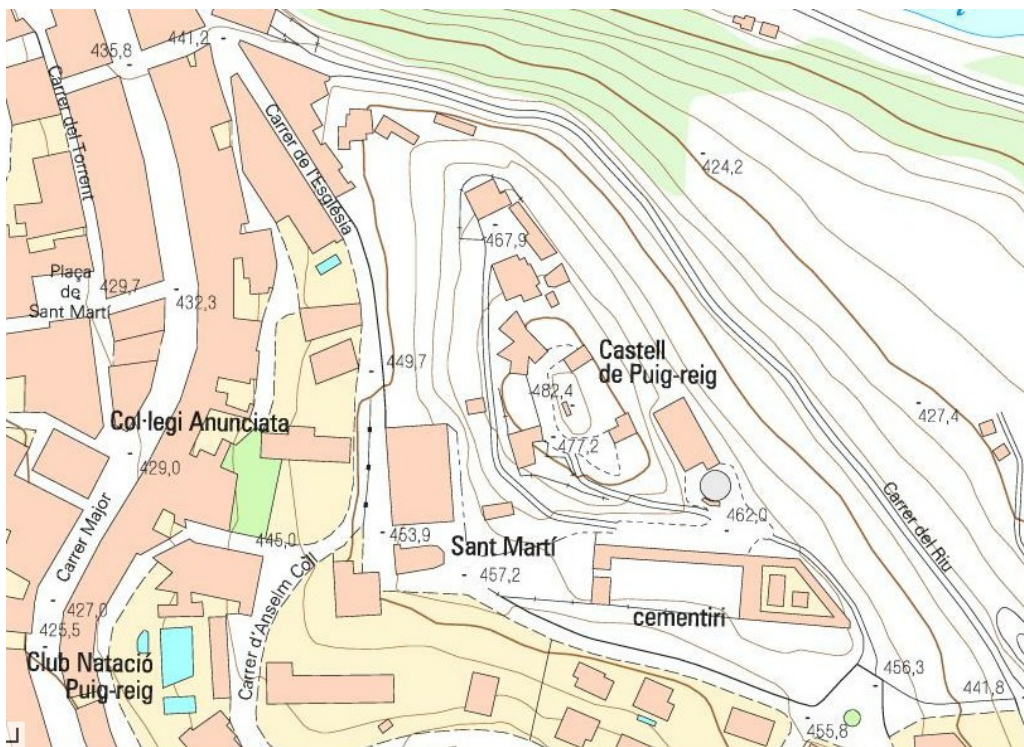 441,2
435,8
Carrer del Torrent
Carrer de l'Església
424,2
467,9
Plaça
de
Sant Martí
429,7
432,3
449,7
Castell
de Puig-reig
482,4
427,4
Col·legi Anunciata
477,2
429,0
462,0
Carrer Major
445,0
453,9
Sant Martí
457,2
Carrer del Riu
Carrer d'Anselm Coll
427,0
425,5
cementiri
Club Natació
Puig-reig
456,3
441,8
455,8